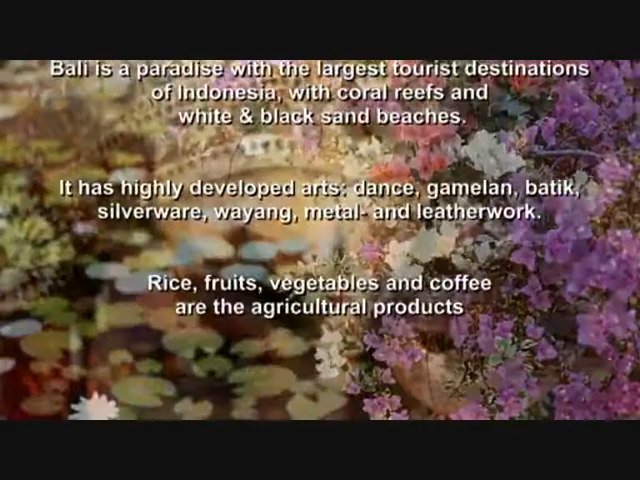 Bali is a paradise with the largest tourist destinations
of Indonesia, with coral reefs and
white & black sand beaches.
It has highly developed arts: dance, gamelan, batik,
silverware, wayang, metal- and leatherwork.
Rice, fruits, vegetables and coffee
are the agricultural products